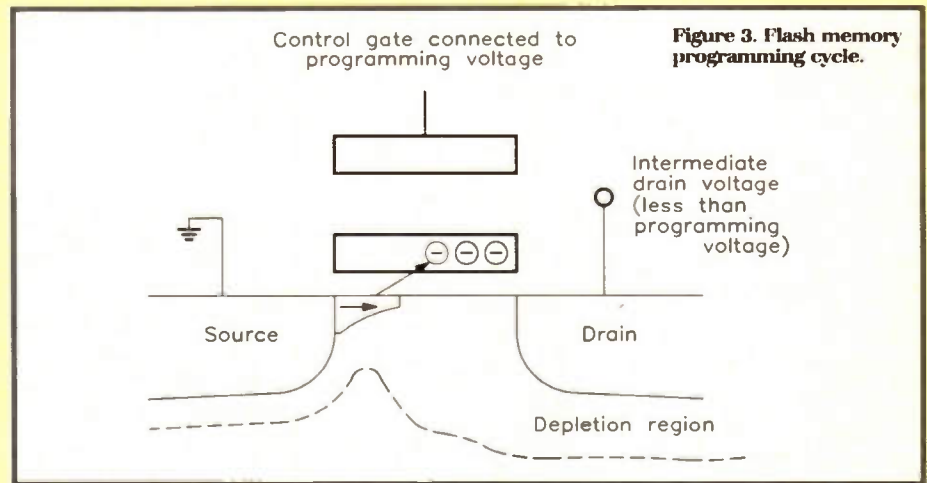 Control gate connected to
programming voltage
Figure 3. Flash memory
programming cycle.
Intermediate
drain voltage
(less than
programming
voltage)
Source
Drain
Depletion region